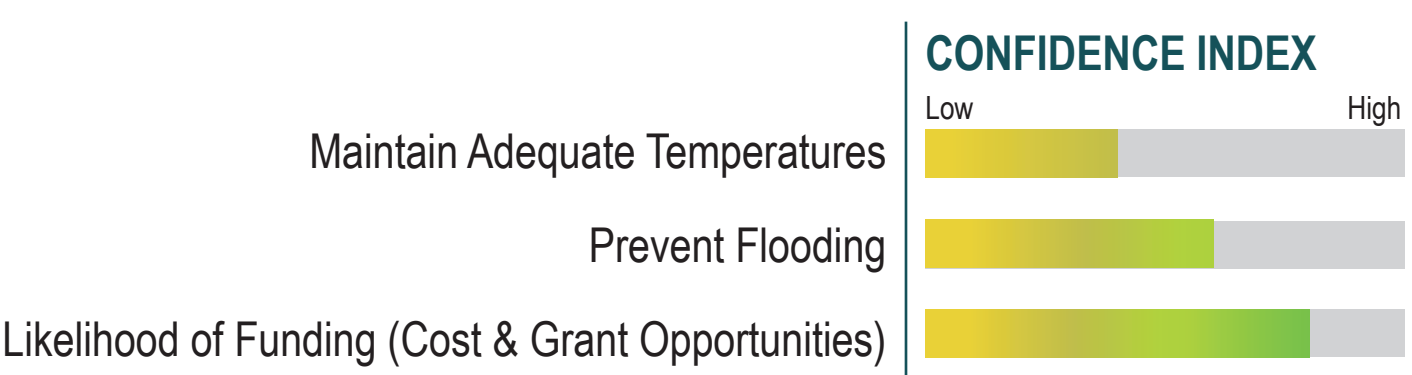 CONFIDENCE INDEX
Low High
Maintain Adequate Temperatures
Prevent Flooding
Likelihood of Funding (Cost & Grant Opportunities)